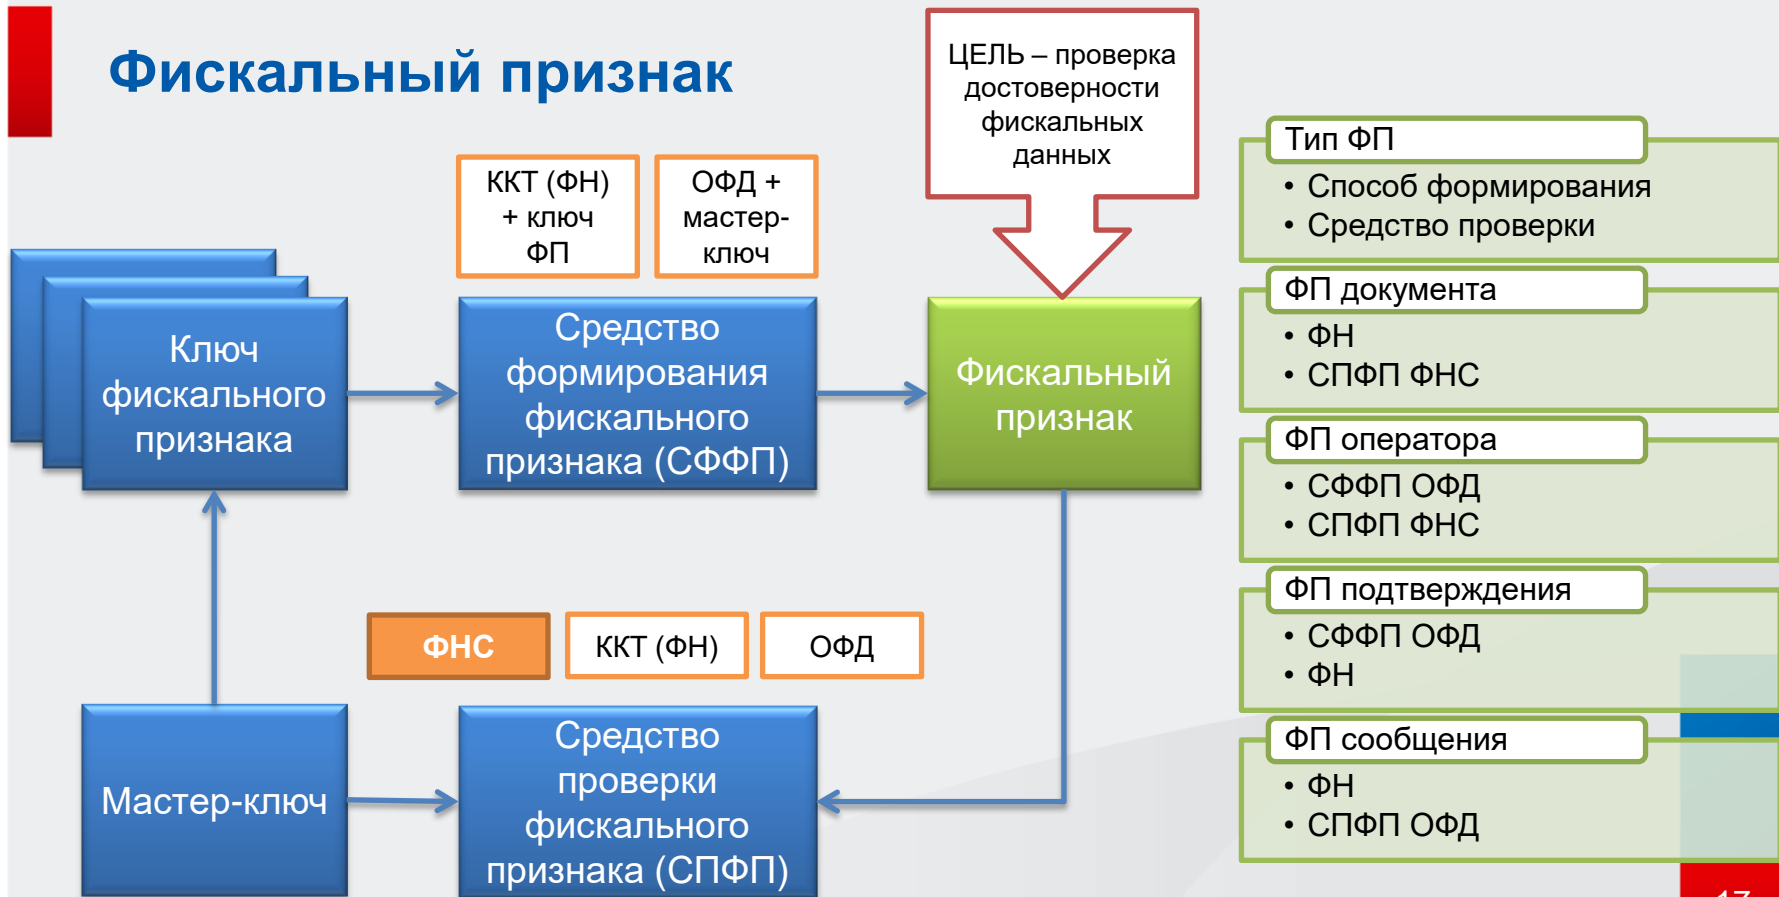 Фискальный признак
ЦЕЛЬ – проверка
достоверности
фискальных
данных
ККТ (ФН)
+ ключ
ФП
ОФД +
мастер-
ключ
Ключ
фискального
признака
Средство
формирования
фискального
признака (СФФП)
Фискальный
признак
ФНС
ККТ (ФН)
ОФД
Мастер-ключ
Средство
проверки
фискального
признака (СПФП)
Тип ФП
• Способ формирования
• Средство проверки
ФП документа
• ФН
• СПФП ФНС
ФП оператора
• СФФП ОФД
• СПФП ФНС
ФП подтверждения
• СФФП ОФД
• ФН
ФП сообщения
• ФН
• СПФП ОФД